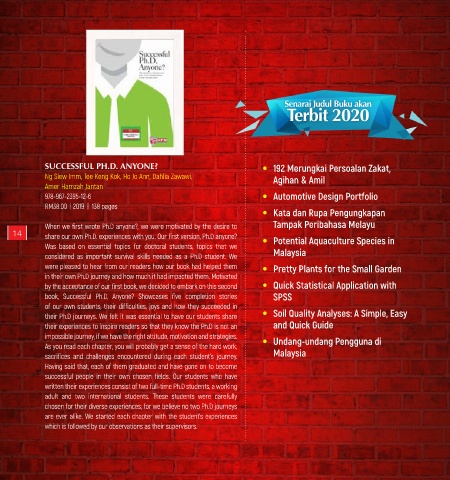 Successful
Ph.D.
Anyone?
SUCCESSFUL PH.D. ANYONE?
Ng Siew Imm, Tee Keng Kok, Ho Jo Ann, Dahlia Zawawi,
Amer Hamzah Jantan
978-967-2395-12-6
RM38.00 | 2019 | 138 pages
14
When we first wrote Ph.D anyone?, we were motivated by the desire to
share our own Ph.D. experiences with you. Our first version, Ph.D anyone?
Was based on essential topics for doctoral students, topics that we
considered as important survival skills needed as a Ph.D student. We
were pleased to hear from our readers how our book had helped them
in their own Ph.D journey and how much it had impacted them. Motivated
by the acceptance of our first book, we decided to embark on this second
book, Successful Ph.D, Anyone? Showcases five completion stories
of our own students, their difficulties, joys and how they succeeded in
their Ph.D journeys. We felt it was essential to have our students share
their experiences to inspire readers so that they know the Ph.D is not an
impossible journey, if we have the right attitude, motivation and strategies.
As you read each chapter, you will probably get a sense of the hard work,
sacrifices and challenges encountered during each student's journey.
Having said that, each of them graduated and have gone on to become
successful people in their own chosen fields. Our students who have
written their experiences consist of two full-time Ph.D students, a working
adult and two international students. These students were carefully
chosen for their diverse experiences, for we believe no two Ph.D journeys
are ever alike. We started each chapter with the student's experiences
which is followed by our observations as their supervisors.
Senarai Judul Buku akan
Terbit 2020
• 192 Merungkai Persoalan Zakat,
Agihan & Amil
• Automotive Design Portfolio
• Kata dan Rupa Pengungkapan
Tampak Peribahasa Melayu
• Potential Aquaculture Species in
Malaysia
• Pretty Plants for the Small Garden
• Quick Statistical Application with
SPSS
• Soil Quality Analyses: A Simple, Easy
and Quick Guide
• Undang-undang Pengguna di
Malaysia